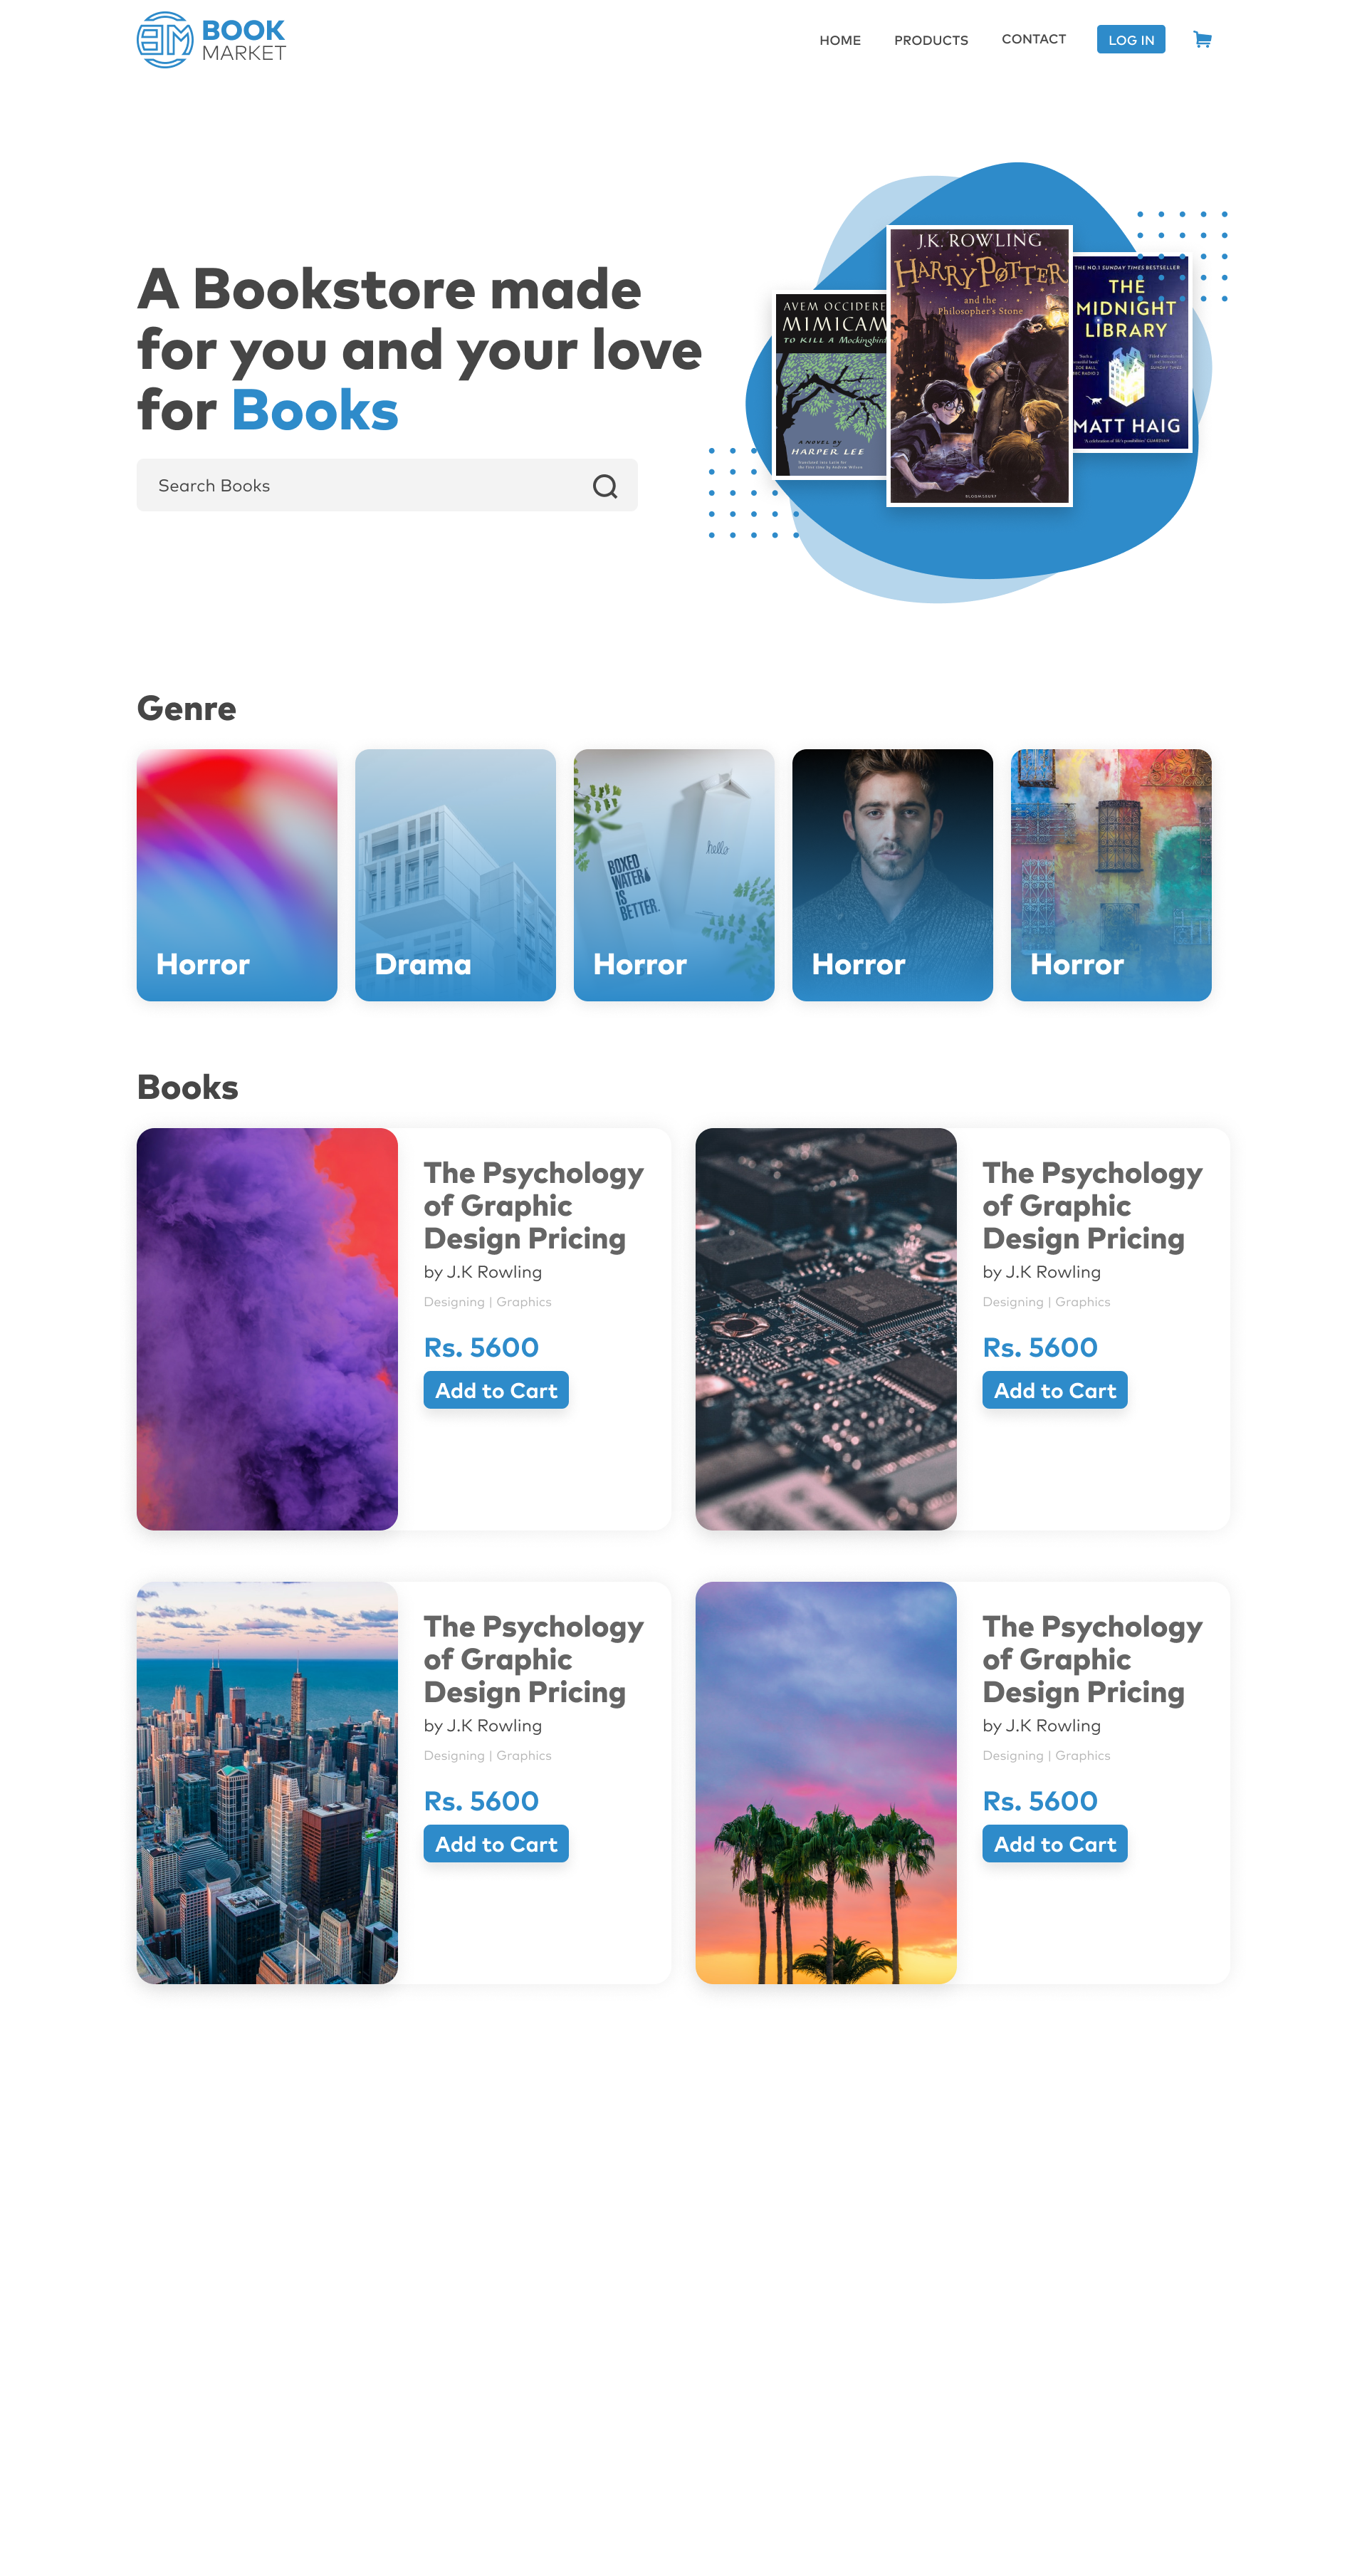 BM BOOK
MARKET
HOME PRODUCTS CONTACT LOG IN
A Bookstore made
for you and your love
for Books
Search Books
AVEM OCCIDERE
MIMICAM
TO KILL A Mockingbird
A NOVEL BY
HARPER LEE
J.K. ROWLING
HARRY POTTER
and the
Philosopher's Stone
BLOOMSBURY
THE NO.1 SUNDAY TIMES BESTSELLER
THE
MIDNIGHT
LIBRARY
MATT HAIG
Genre
Horror
Drama
BOXED
WATER
IS
BETTER.
hello
Horror
Horror
Horror
Books
The Psychology
of Graphic
Design Pricing
by J.K Rowling
Designing | Graphics
Rs. 5600
Add to Cart
The Psychology
of Graphic
Design Pricing
by J.K Rowling
Designing | Graphics
Rs. 5600
Add to Cart
The Psychology
of Graphic
Design Pricing
by J.K Rowling
Designing | Graphics
Rs. 5600
Add to Cart
The Psychology
of Graphic
Design Pricing
by J.K Rowling
Designing | Graphics
Rs. 5600
Add to Cart